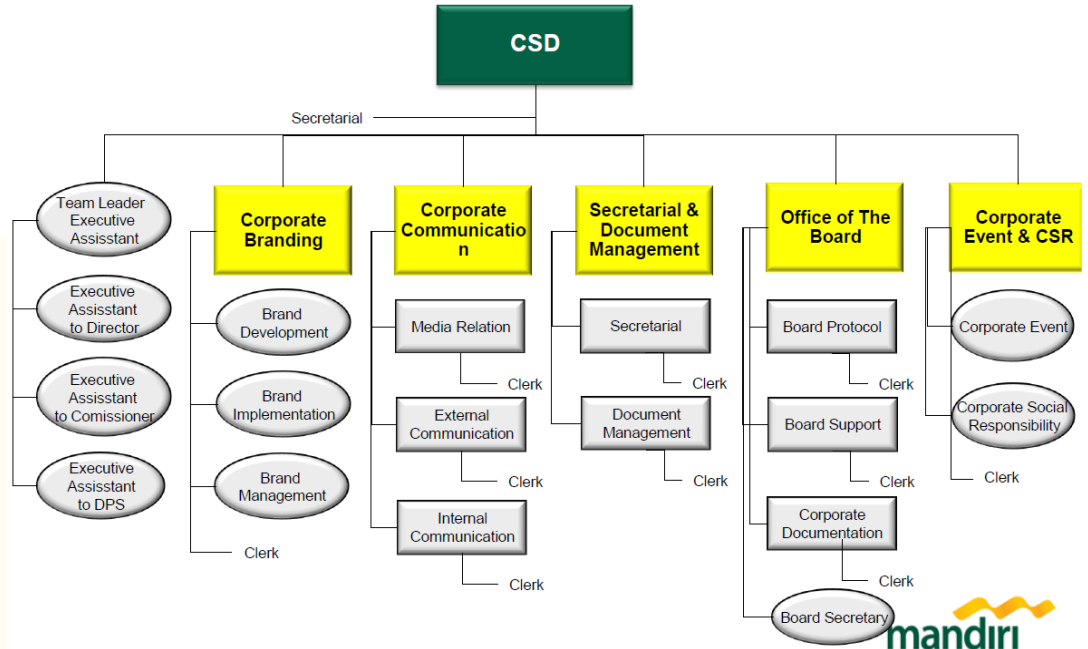 CSD
Secretarial
Team Leader
Executive
Assisstant
Executive
Assisstant
to Director
Executive
Assisstant
to Comissioner
Executive
Assisstant
to DPS
Corporate
Branding
Brand
Development
Brand
Implementation
Brand
Management
Clerk
Corporate
Communicatio
n
Media Relation
Clerk
External
Communication
Clerk
Internal
Communication
Clerk
Secretarial &
Document
Management
Secretarial
Clerk
Document
Management
Clerk
Office of The
Board
Board Protocol
Clerk
Board Support
Clerk
Corporate
Documentation
Clerk
Board Secretary
Corporate
Event & CSR
Corporate Event
Corporate Social
Responsibility
Clerk
mandiri